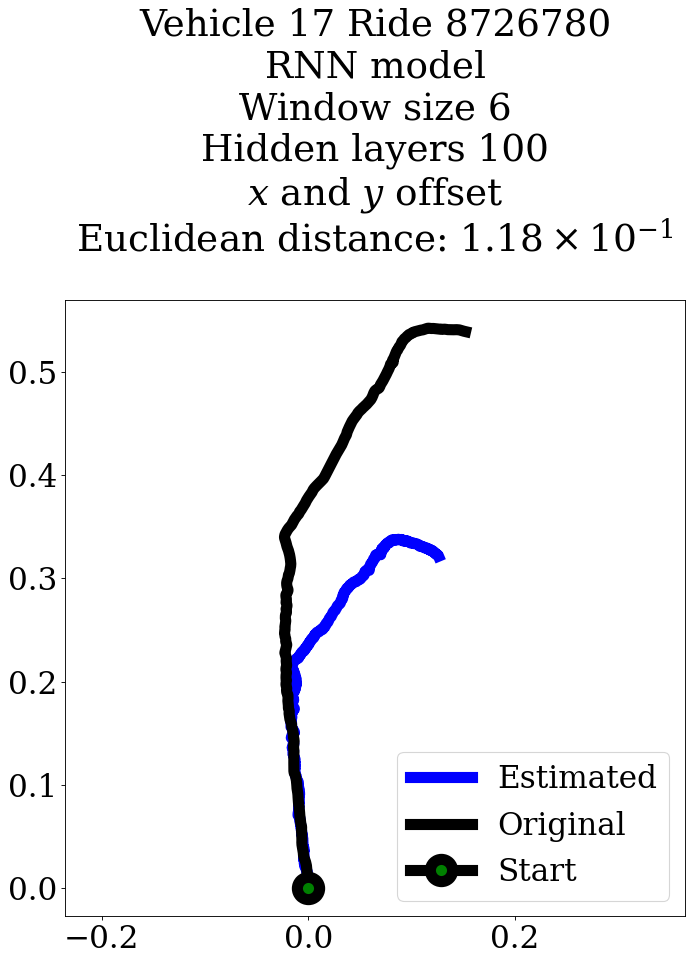 Vehicle 17 Ride 8726780
RNN model
Window size 6
Hidden layers 100
x and y offset
Euclidean distance: 1.18 × 10⁻¹
0.5
0.4
0.3
0.2
0.1
0.0
−0.2
0.0
0.2
Estimated
Original
Start